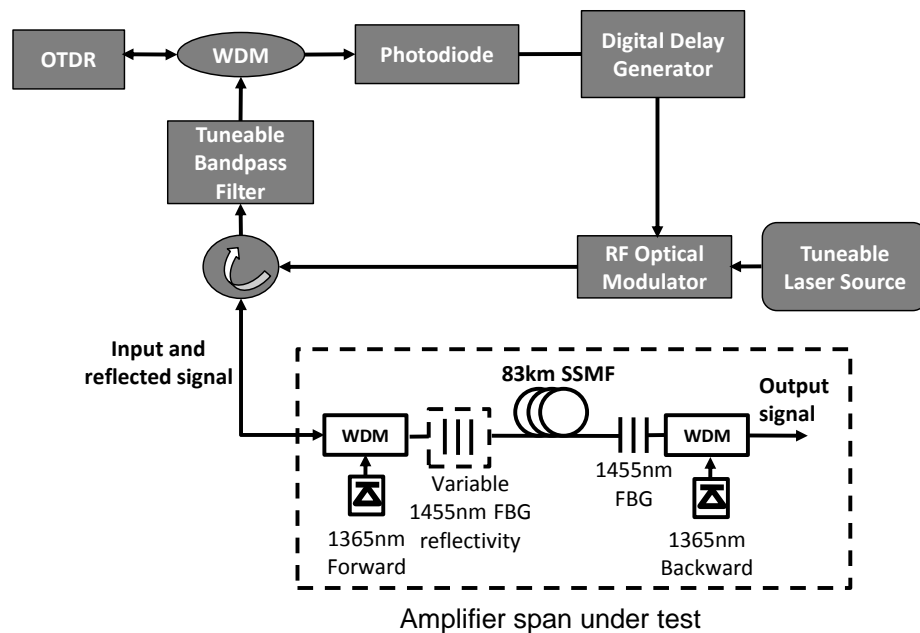 OTDR
WDM
Photodiode
Digital Delay
Generator
Tuneable
Bandpass
Filter
RF Optical
Modulator
Tuneable
Laser Source
Input and
reflected signal
83km SSMF
Output
signal
WDM
WDM
Variable
1455nm FBG
reflectivity
1455nm
FBG
1365nm
Forward
1365nm
Backward
Amplifier span under test